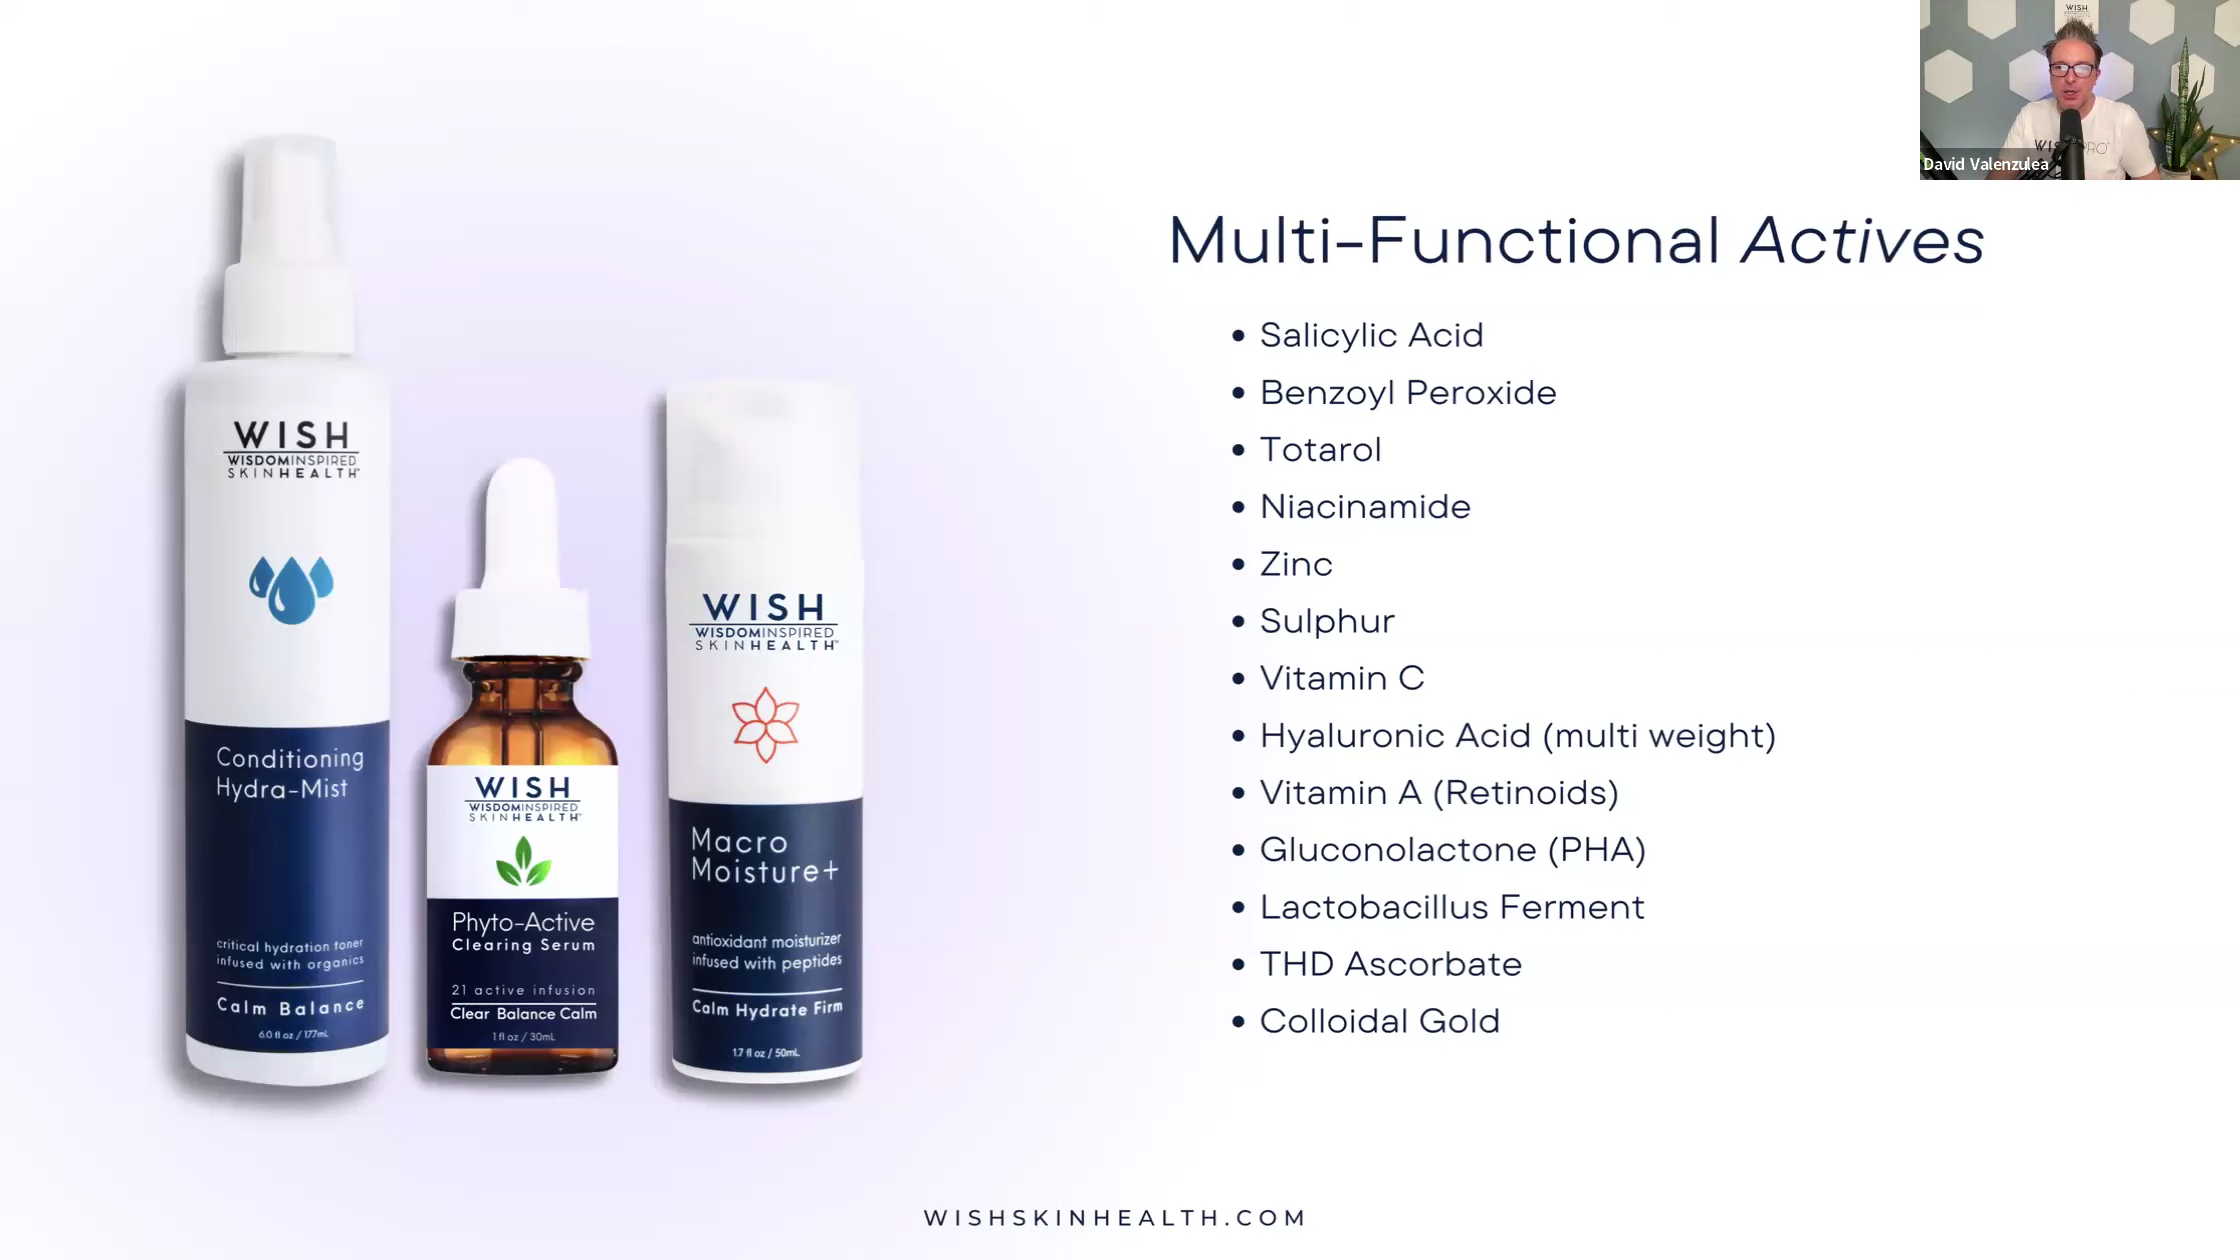 WISH
WISDOMINSPIRED
SKINHEALTH™
Conditioning
Hydra-Mist
critical hydration toner
infused with organics
Calm Balance
6.0 fl oz / 177mL
WISH
WISDOMINSPIRED
SKINHEALTH™
Phyto-Active
Clearing Serum
21 active infusion
Clear Balance Calm
1 fl oz / 30mL
WISH
WISDOMINSPIRED
SKINHEALTH™
Macro
Moisture+
antioxidant moisturizer
infused with peptides
Calm Hydrate Firm
1.7 fl oz / 50mL
Multi-Functional Actives
• Salicylic Acid
• Benzoyl Peroxide
• Totarol
• Niacinamide
• Zinc
• Sulphur
• Vitamin C
• Hyaluronic Acid (multi weight)
• Vitamin A (Retinoids)
• Gluconolactone (PHA)
• Lactobacillus Ferment
• THD Ascorbate
• Colloidal Gold
WISH
David Valenzulea
WISHSKINHEALTH.COM